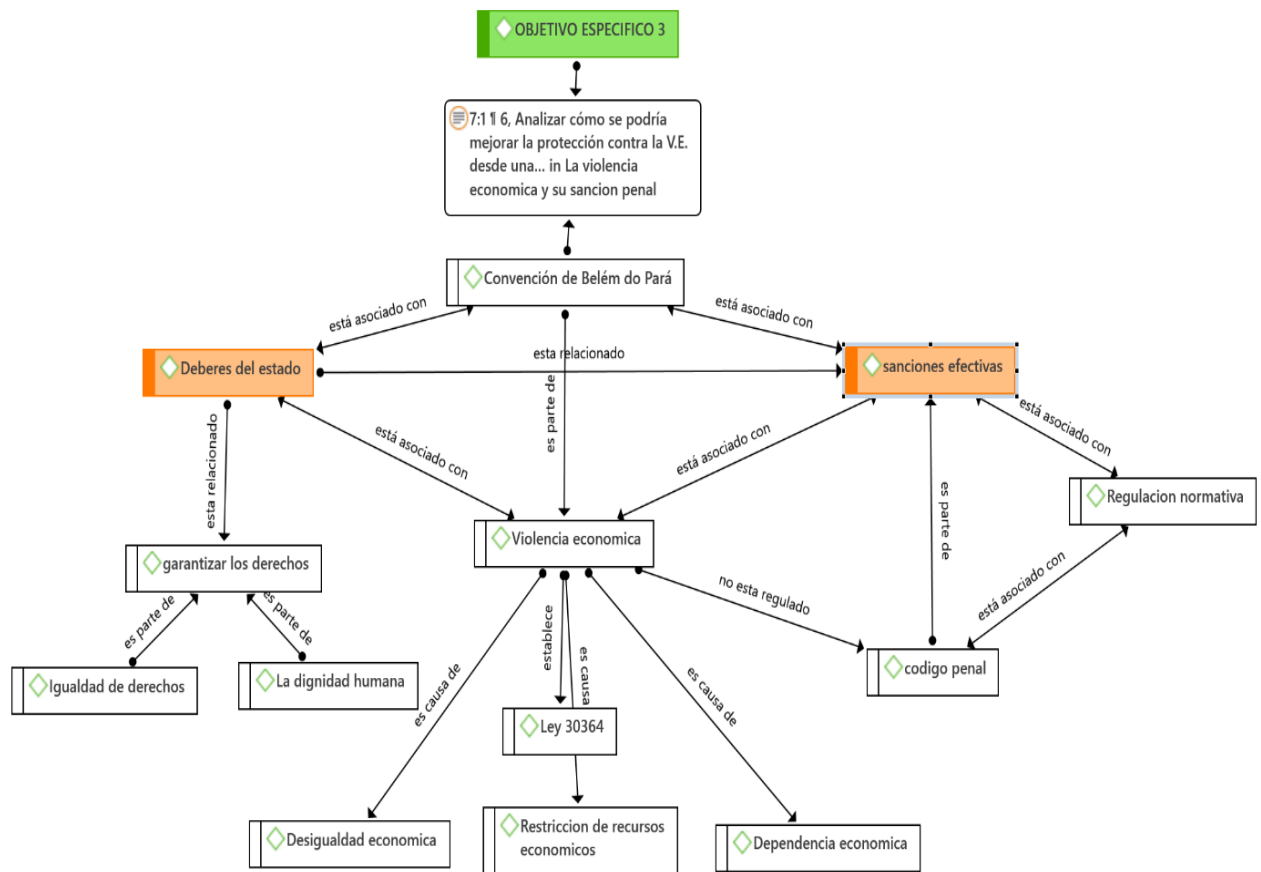 OBJETIVO ESPECIFICO 3
7:1 ¶ 6, Analizar cómo se podría
mejorar la protección contra la V.E.
desde una... in La violencia
economica y su sancion penal
Convención de Belém do Pará
está asociado con
está asociado con
Deberes del estado
esta relacionado
sanciones efectivas
es parte de
esta relacionado
está asociado con
está asociado con
está asociado con
es parte de
Regulacion normativa
Violencia economica
garantizar los derechos
no esta regulado
está asociado con
es parte de
es parte de
establece
es causa
es causa de
es causa de
Igualdad de derechos
La dignidad humana
codigo penal
Ley 30364
Desigualdad economica
Restriccion de recursos
economicos
Dependencia economica